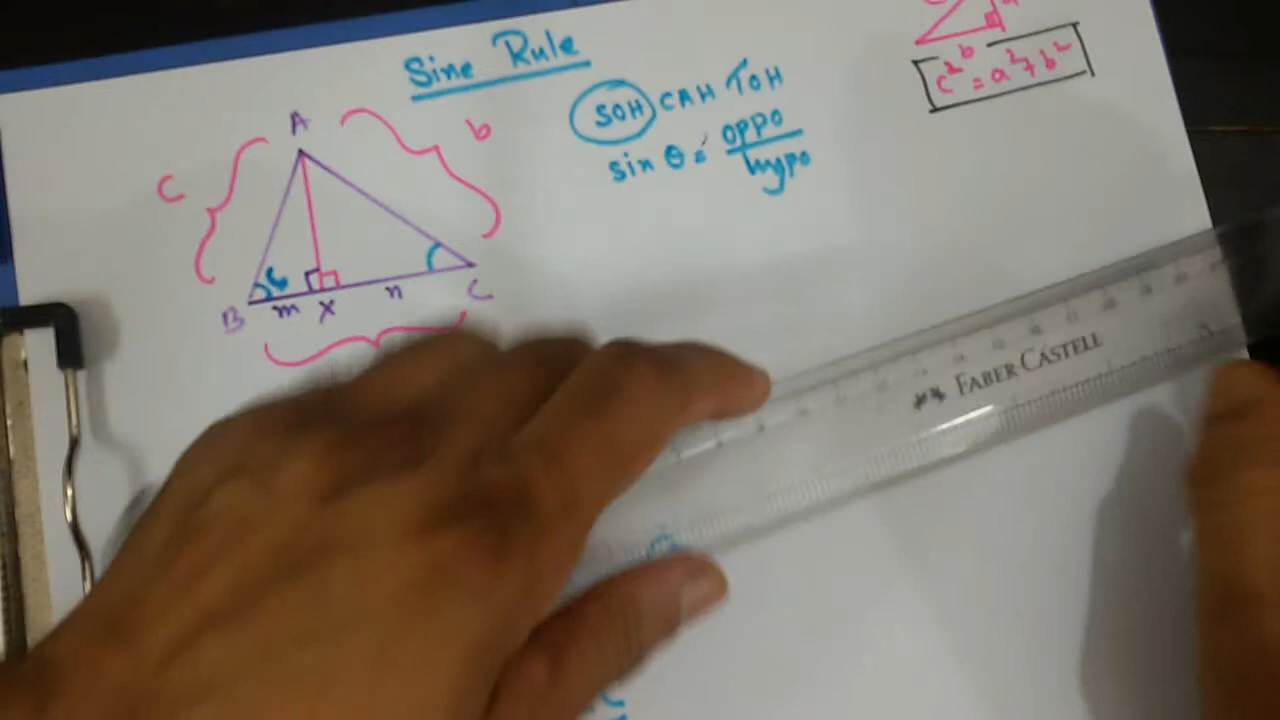 Sine Rule
SOH CAH TOH
sin θ = oppo
hypo
b
c² = a² + b²
A
b
C
B
m
x
n
C
FABER CASTELL